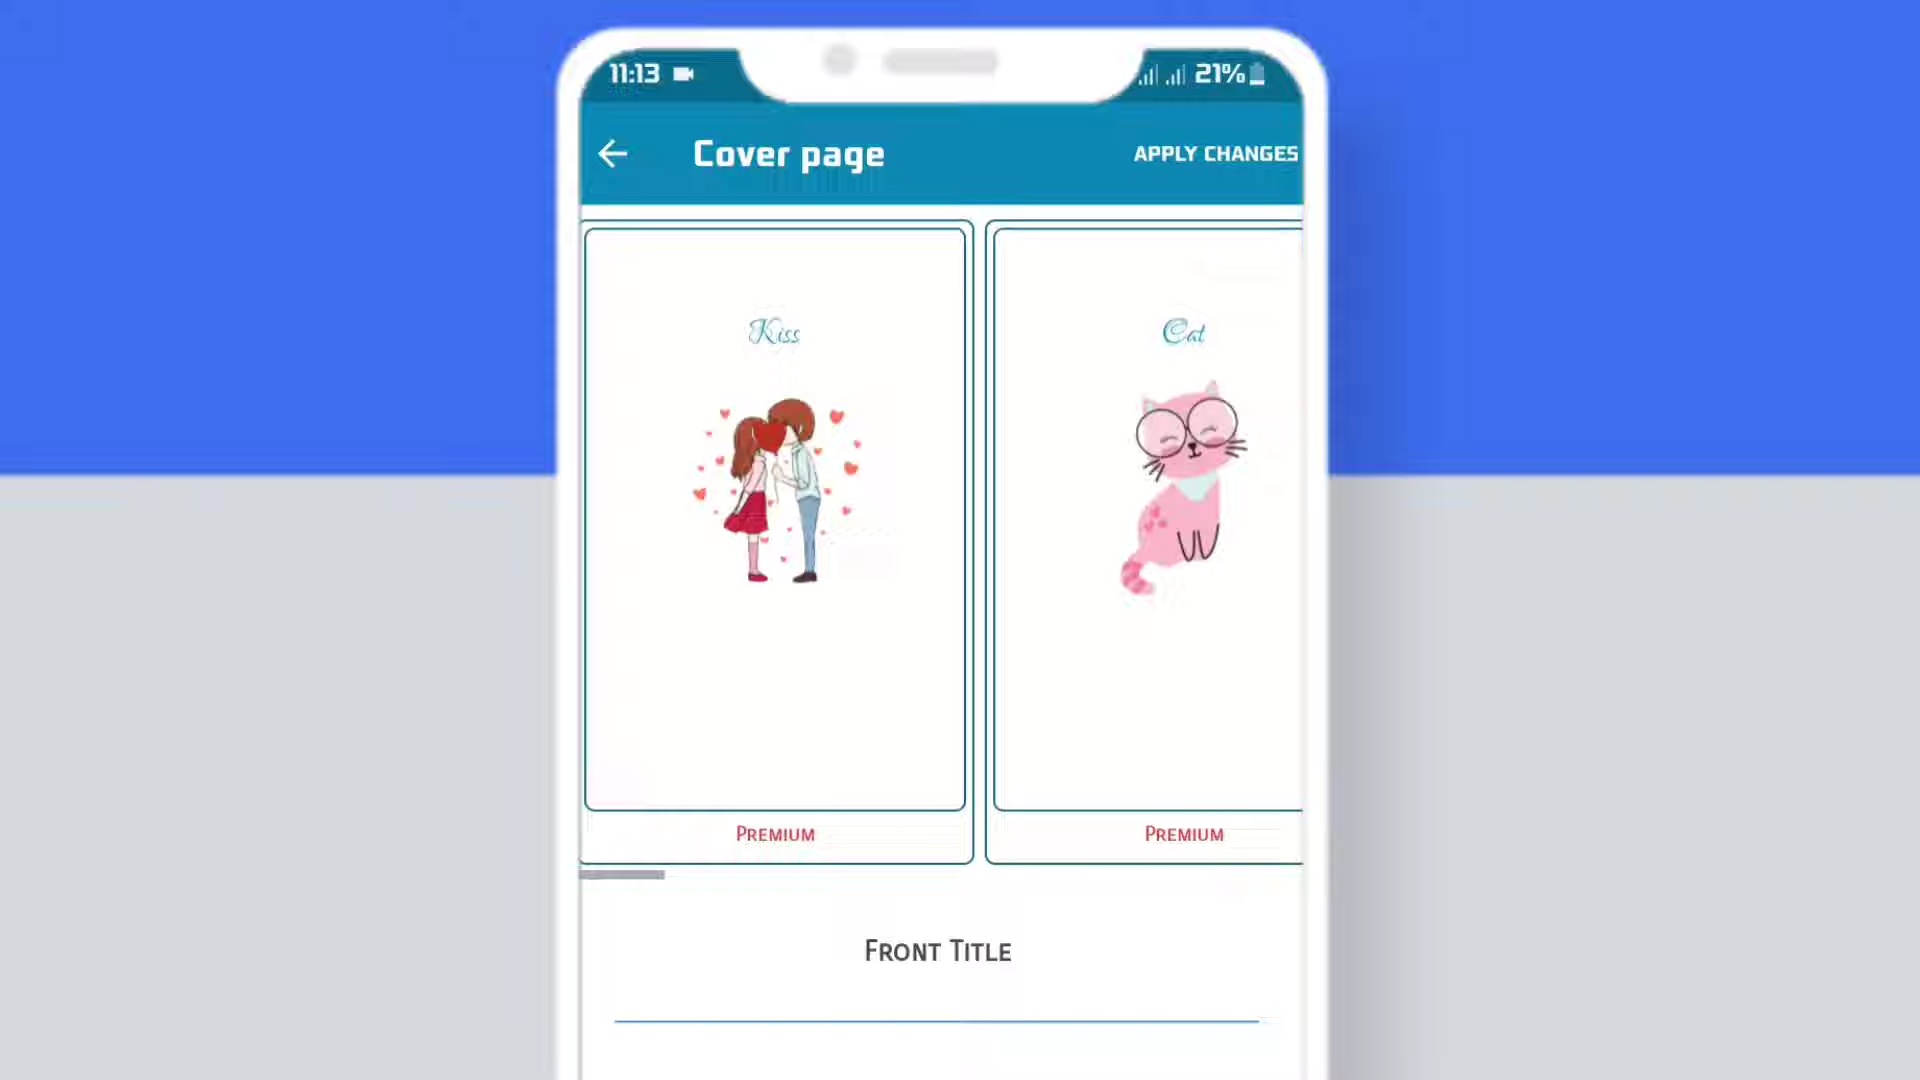 11:13
21%
Cover page
APPLY CHANGES
Kiss
Cat
PREMIUM
PREMIUM
FRONT TITLE